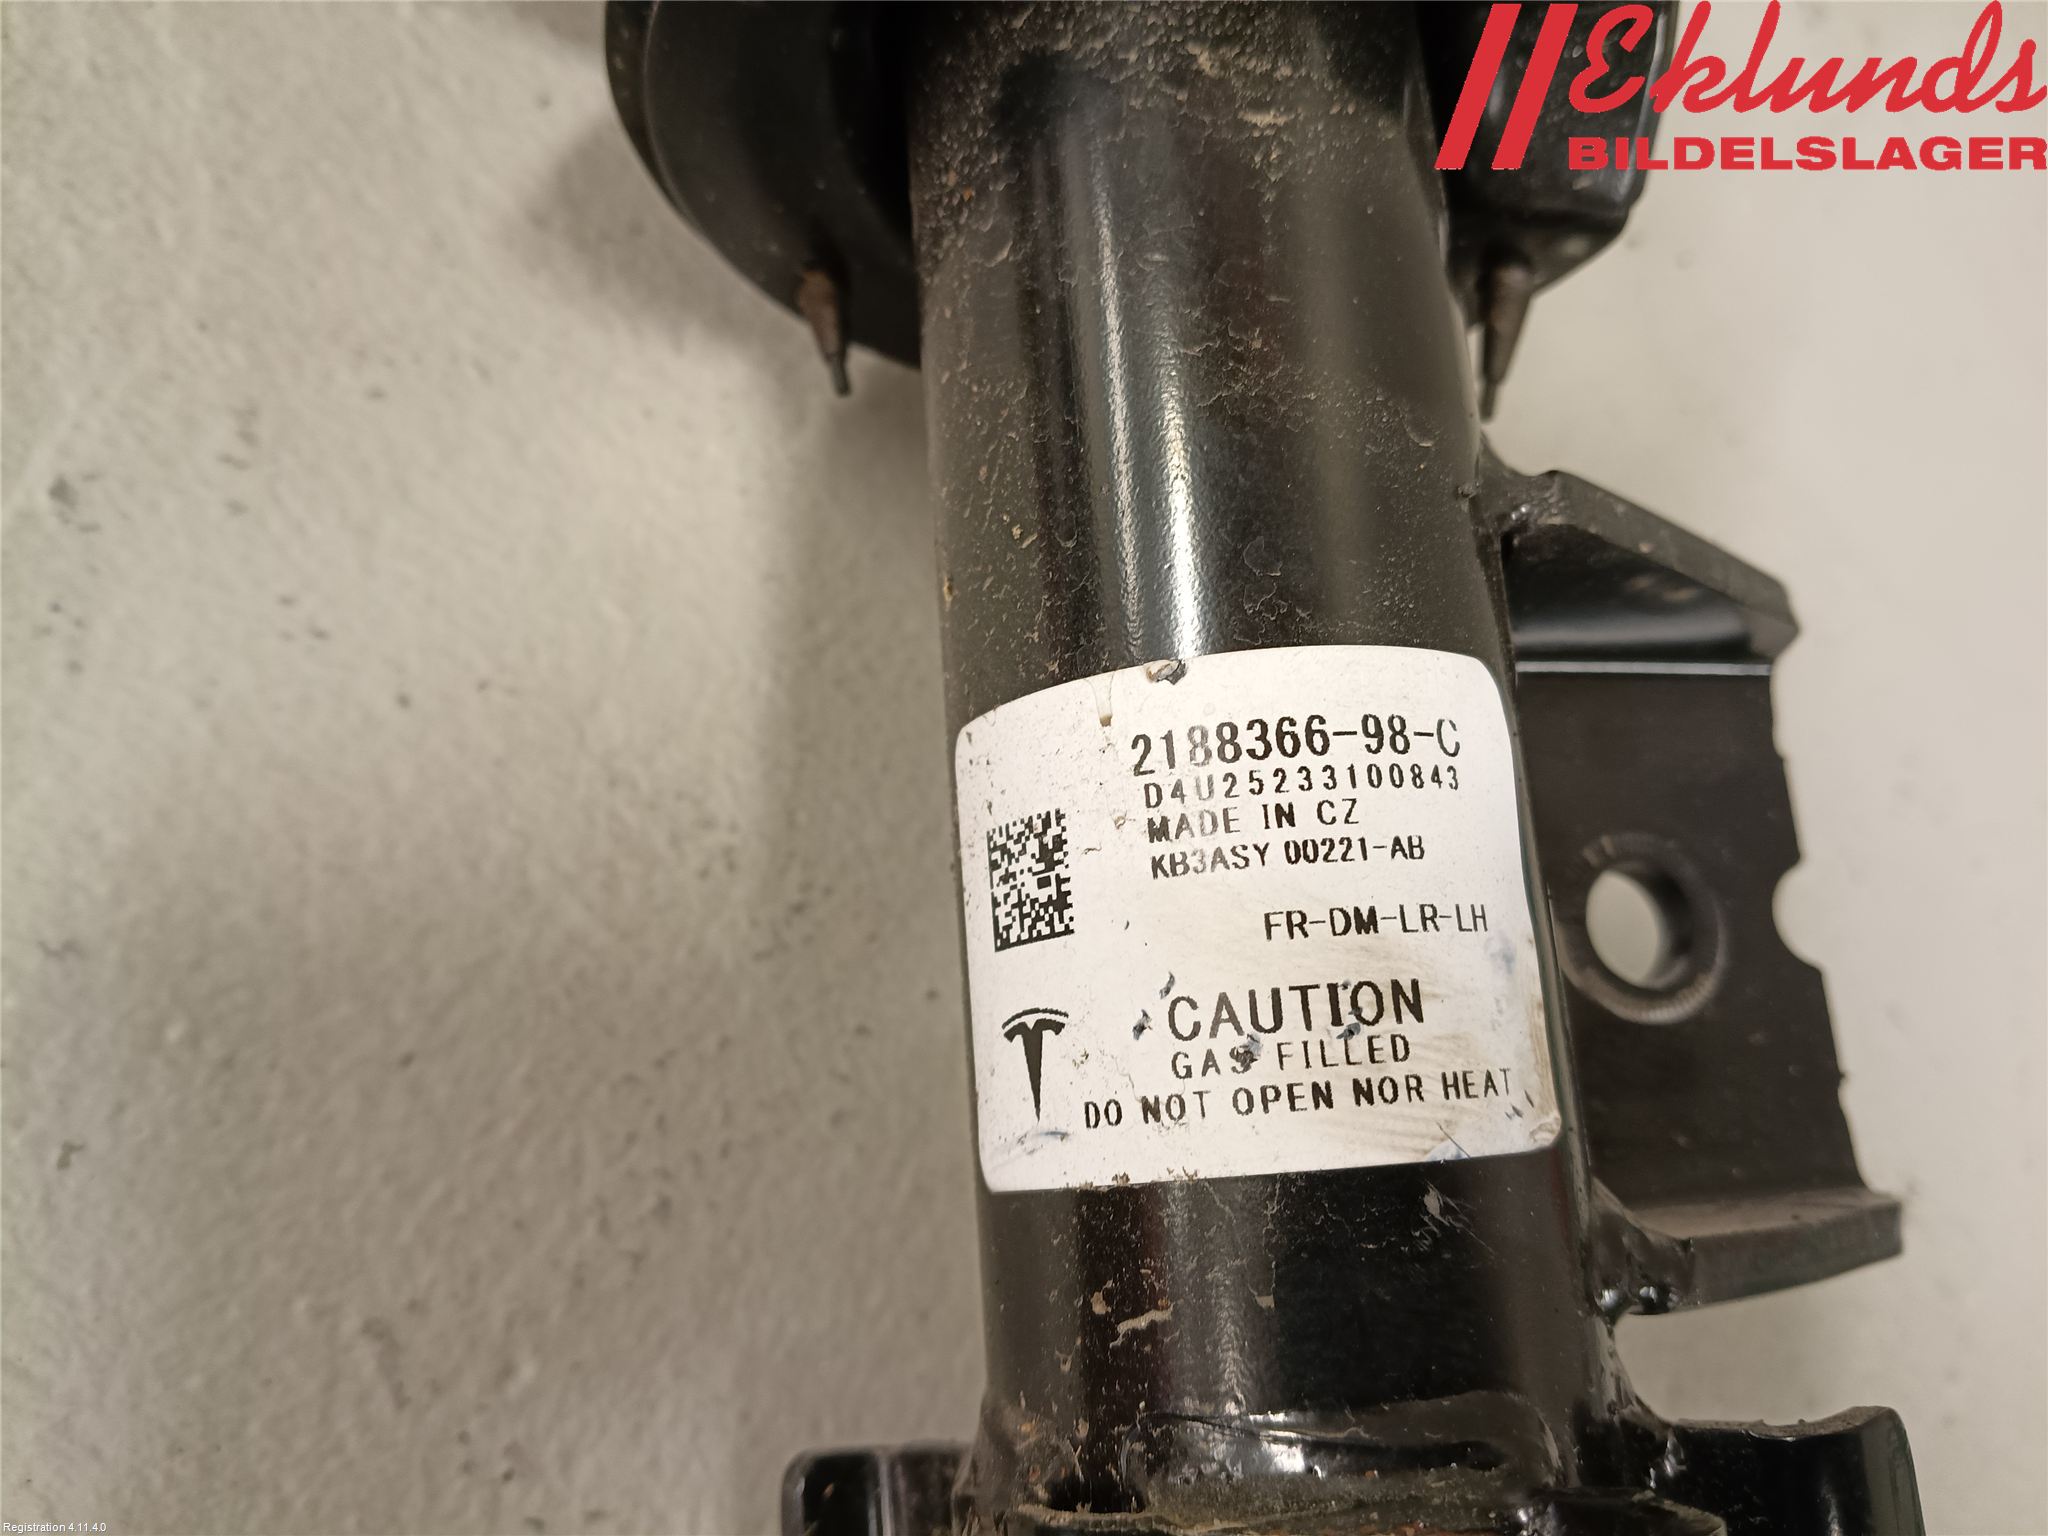 Eklunds
BILDELSLAGER
2188366-98-C
D4U25233100843
MADE IN CZ
KB3ASY 00221-AB
FR-DM-LR-LH
CAUTION
GAS FILLED
DO NOT OPEN NOR HEAT
Registration 4.11.4.0